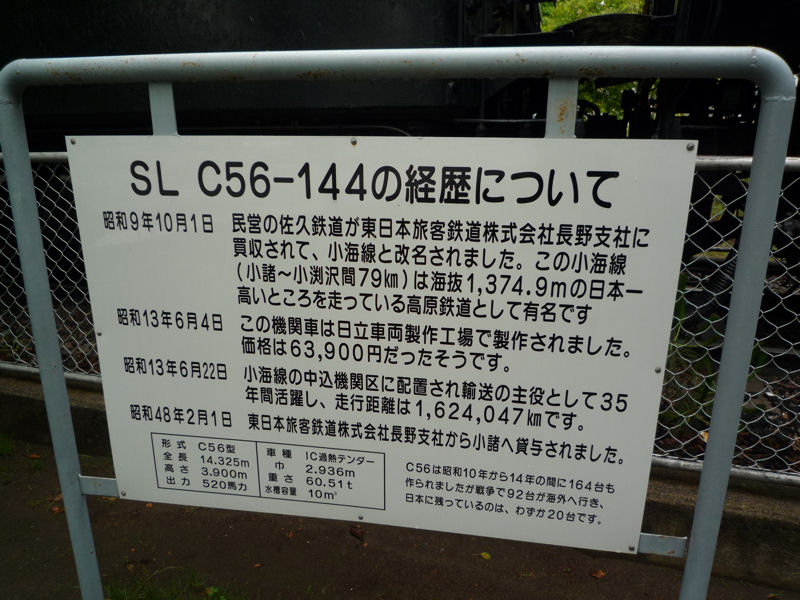 SL C56-144の経歴について
昭和9年10月1日 民営の佐久鉄道が東日本旅客鉄道株式会社長野支社に
買収されて、小海線と改名されました。この小海線
(小諸～小渕沢間79㎞)は海抜1,374.9mの日本一
高いところを走っている高原鉄道として有名です
昭和13年6月4日 この機関車は日立車両製作工場で製作されました。
価格は63,900円だったそうです。
昭和13年6月22日 小海線の中込機関区に配置され輸送の主役として35
年間活躍し、走行距離は1,624,047㎞です。
昭和48年2月1日 東日本旅客鉄道株式会社長野支社から小諸へ貸与されました。
形式 C56型 車種 IC過熱テンダー
全長 14.325m 巾 2.936m
高さ 3.900m 重さ 60.51t
出力 520馬力 水槽容量 10㎥
C56は昭和10年から14年の間に164台も
作られましたが戦争で92台が海外へ行き、
日本に残っているのは、わずか20台です。